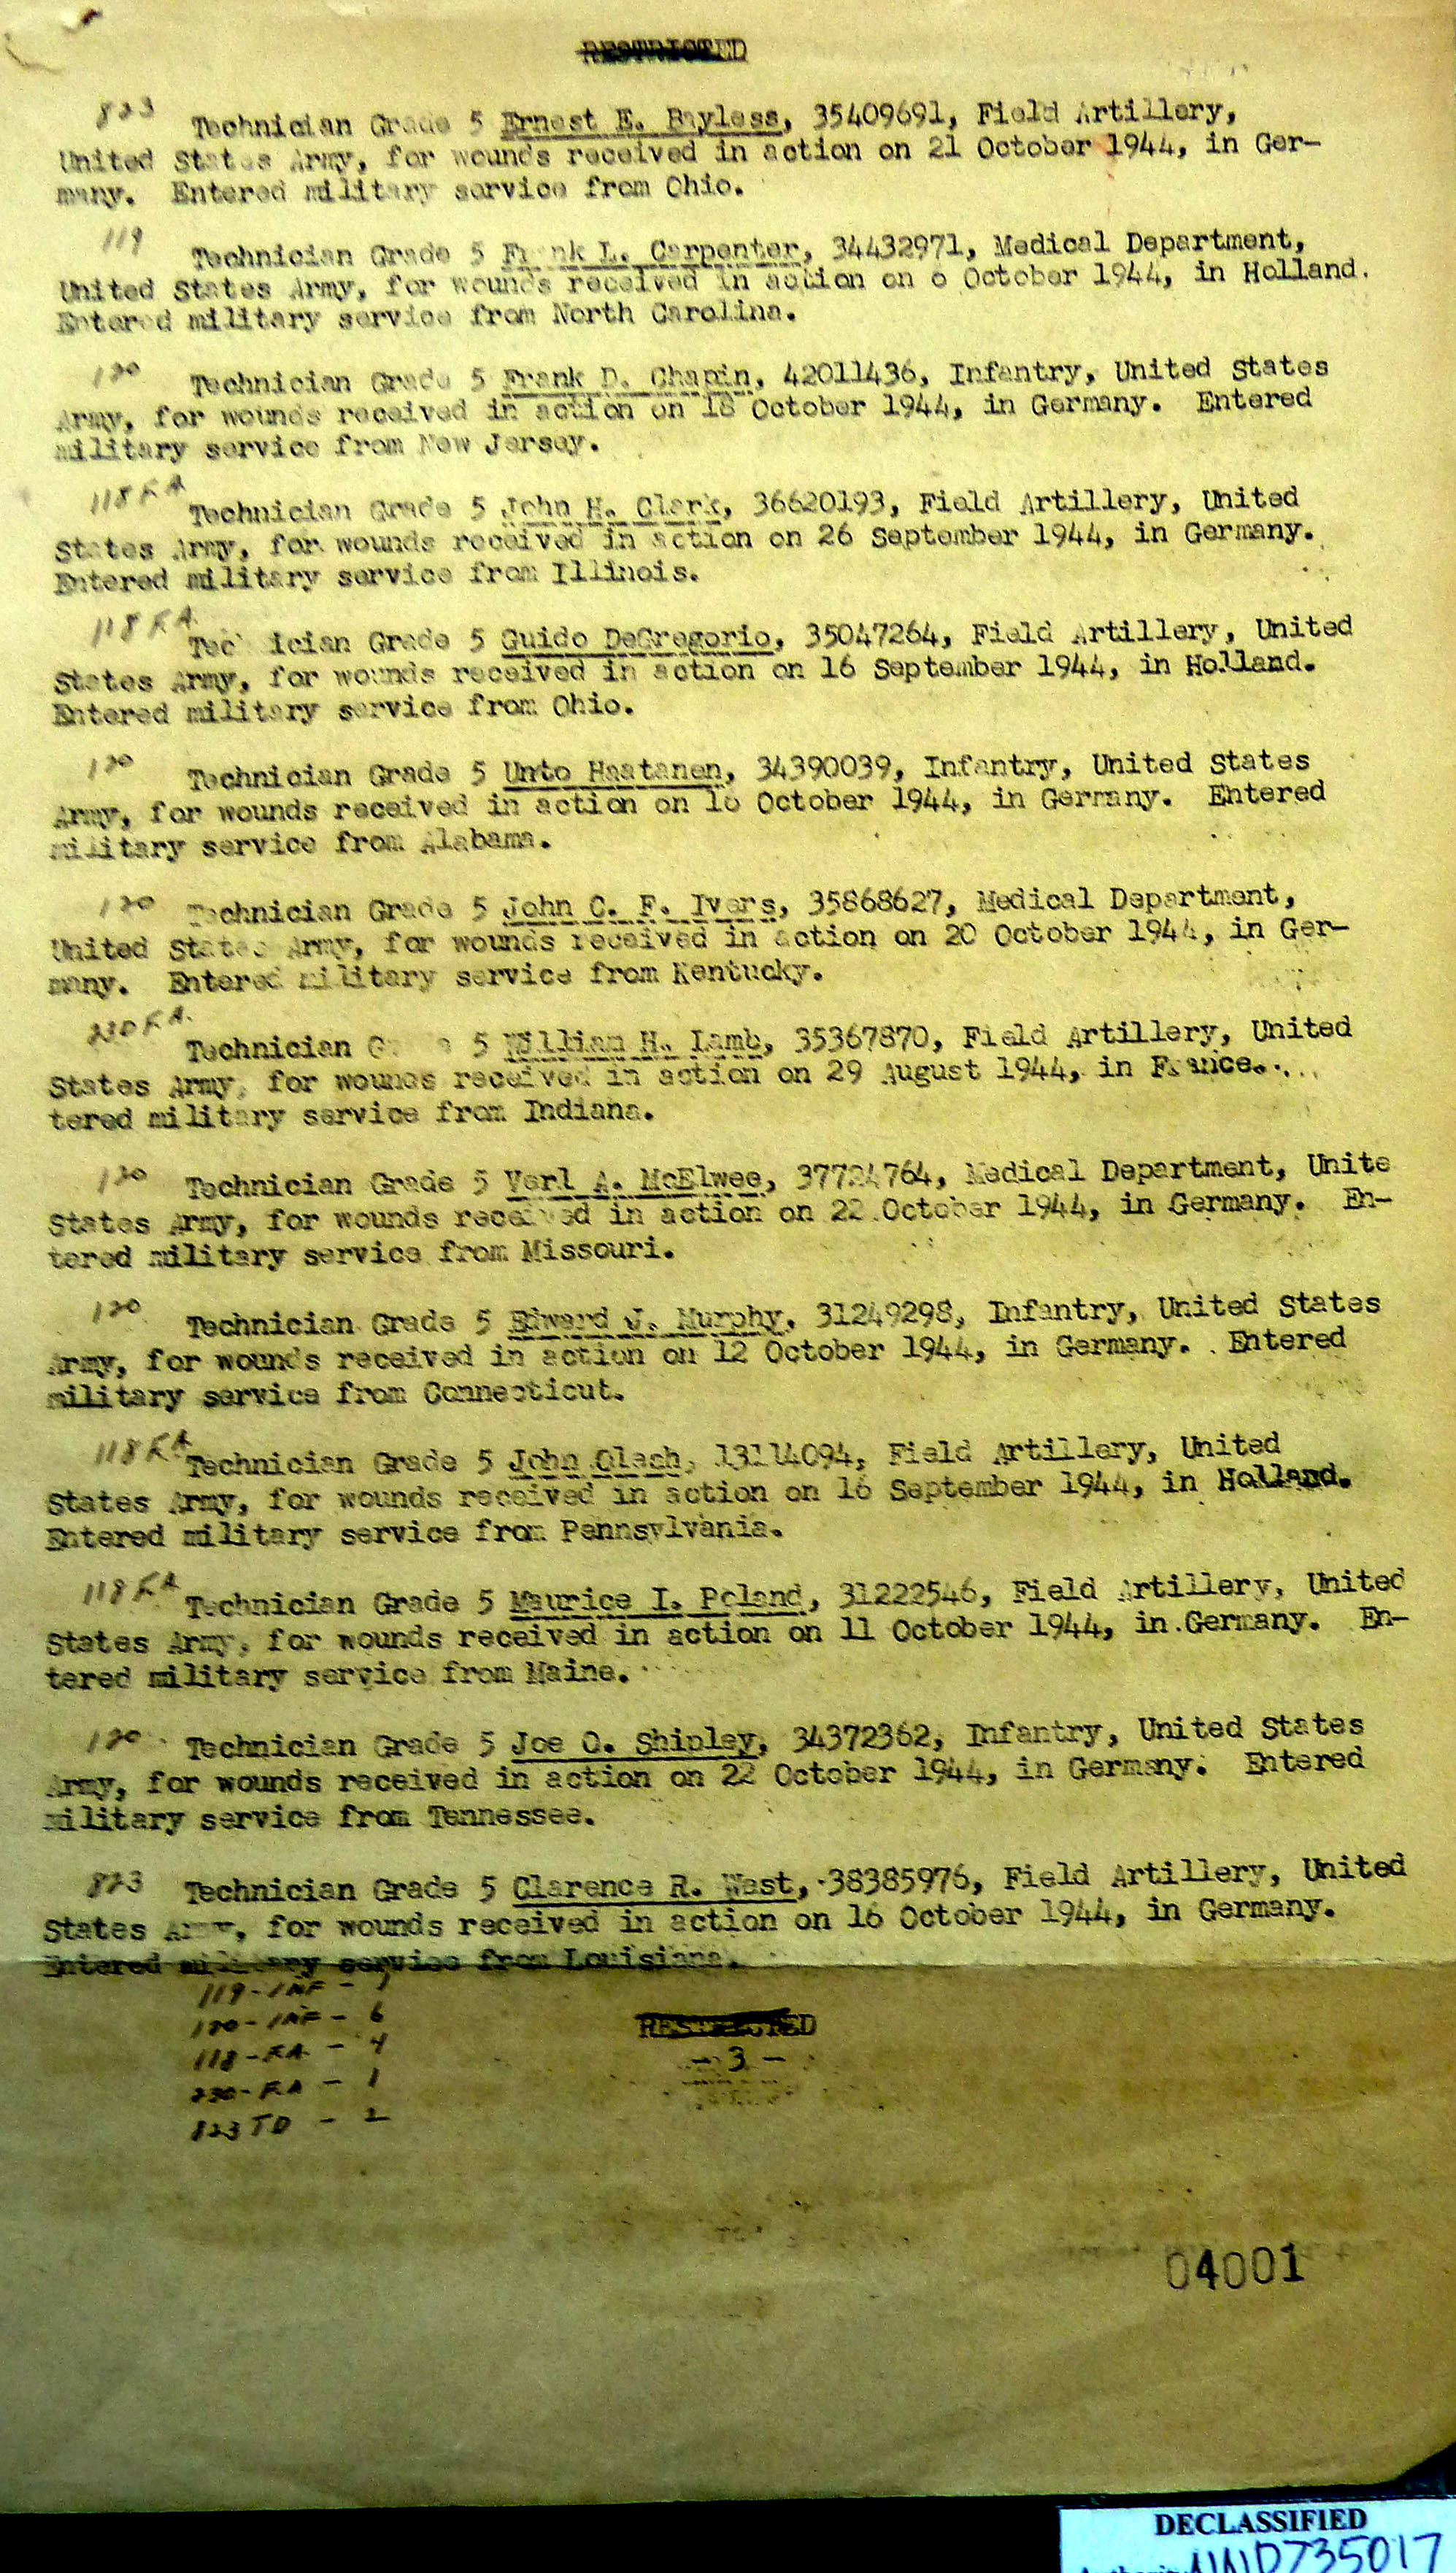 RESTRICTED
823 Technician Grade 5 Ernest E. Bayless, 35409691, Field Artillery,
United States Army, for wounds received in action on 21 October 1944, in Ger-
many. Entered military service from Ohio.
119 Technician Grade 5 Frank L. Carpenter, 34432971, Medical Department,
United States Army, for wounds received in action on October 1944, in Holland.
Entered military service from North Carolina.
120 Technician Grade 5 Frank D. Chapin, 42011436, Infantry, United States
Army, for wounds received in action on 18 October 1944, in Germany. Entered
military service from New Jersey.
118 FA Technician Grade 5 John H. Clark, 36620193, Field Artillery, United
States Army, for wounds received in action on 26 September 1944, in Germany.
Entered military service from Illinois.
118 FA Technician Grade 5 Guido DeGregorio, 35047264, Field Artillery, United
States Army, for wounds received in action on 16 September 1944, in Holland.
Entered military service from Ohio.
120 Technician Grade 5 Unto Haatanen, 34390039, Infantry, United States
Army, for wounds received in action on October 1944, in Germany. Entered
military service from Alabama.
120 Technician Grade 5 John C. F. Ivers, 35868627, Medical Department,
United States Army, for wounds received in action on 20 October 1944, in Ger-
many. Entered military service from Kentucky.
230 FA Technician Grade 5 William H. Lamb, 35367870, Field Artillery, United
States Army, for wounds received in action on 29 August 1944, in France.
tered military service from Indiana.
120 Technician Grade 5 Verl A. McElwee, 37724764, Medical Department, Unite
States Army, for wounds received in action on 22 October 1944, in Germany. En-
tered military service from Missouri.
120 Technician Grade 5 Edward J. Murphy, 31249298, Infantry, United States
Army, for wounds received in action on 12 October 1944, in Germany. Entered
military service from Connecticut.
118 FA Technician Grade 5 John Olach, 13114094, Field Artillery, United
States Army, for wounds received in action on 16 September 1944, in Holland.
Entered military service from Pennsylvania.
118 FA Technician Grade 5 Maurice I. Poland, 31222546, Field Artillery, United
States Army, for wounds received in action on 11 October 1944, in Germany. En-
tered military service from Maine.
120 Technician Grade 5 Joe O. Shipley, 34372362, Infantry, United States
Army, for wounds received in action on 22 October 1944, in Germany. Entered
military service from Tennessee.
823 Technician Grade 5 Clarence R. West, 38385976, Field Artillery, United
States Army, for wounds received in action on 16 October 1944, in Germany.
Entered military service from Louisiana.
119-INF - 1
120-INF - 6
118-FA - 4
230-FA - 1
823 TD - 2
RESTRICTED
- 3 -
04001
DECLASSIFIED
NND735017